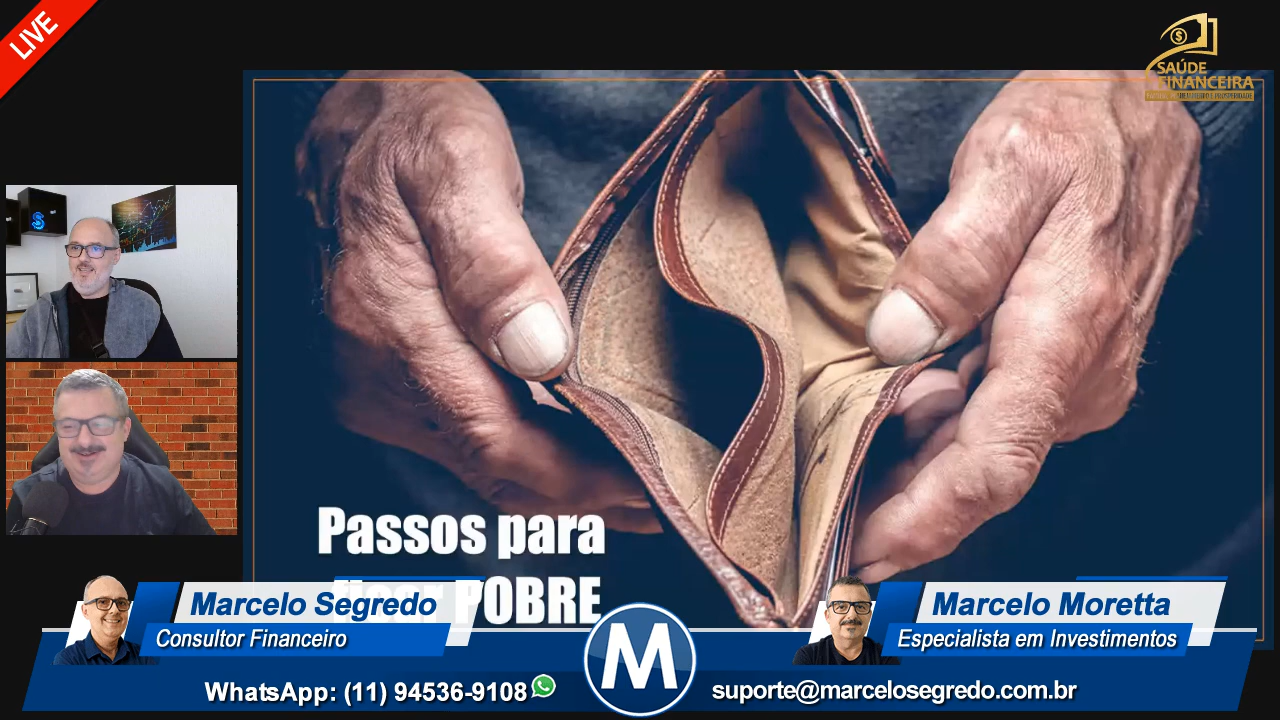 LIVE
SAÚDE
FINANCEIRA
Passos para
ficar POBRE
Marcelo Segredo
Consultor Financeiro
Marcelo Moretta
Especialista em Investimentos
M
WhatsApp: (11) 94536-9108
suporte@marcelosegredo.com.br